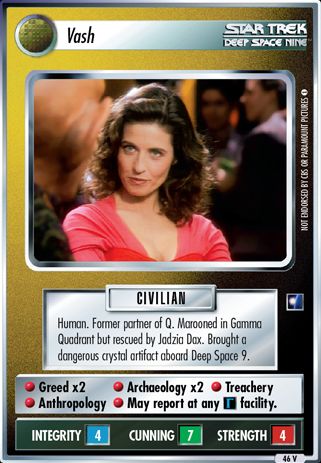 Vash
STAR TREK
DEEP SPACE NINE™
NOT ENDORSED BY CBS OR PARAMOUNT PICTURES
CIVILIAN
Human. Former partner of Q. Marooned in Gamma
Quadrant but rescued by Jadzia Dax. Brought a
dangerous crystal artifact aboard Deep Space 9.
Greed x2 Archaeology x2 Treachery
Anthropology May report at any facility.
INTEGRITY 4 CUNNING 7 STRENGTH 4
46 V